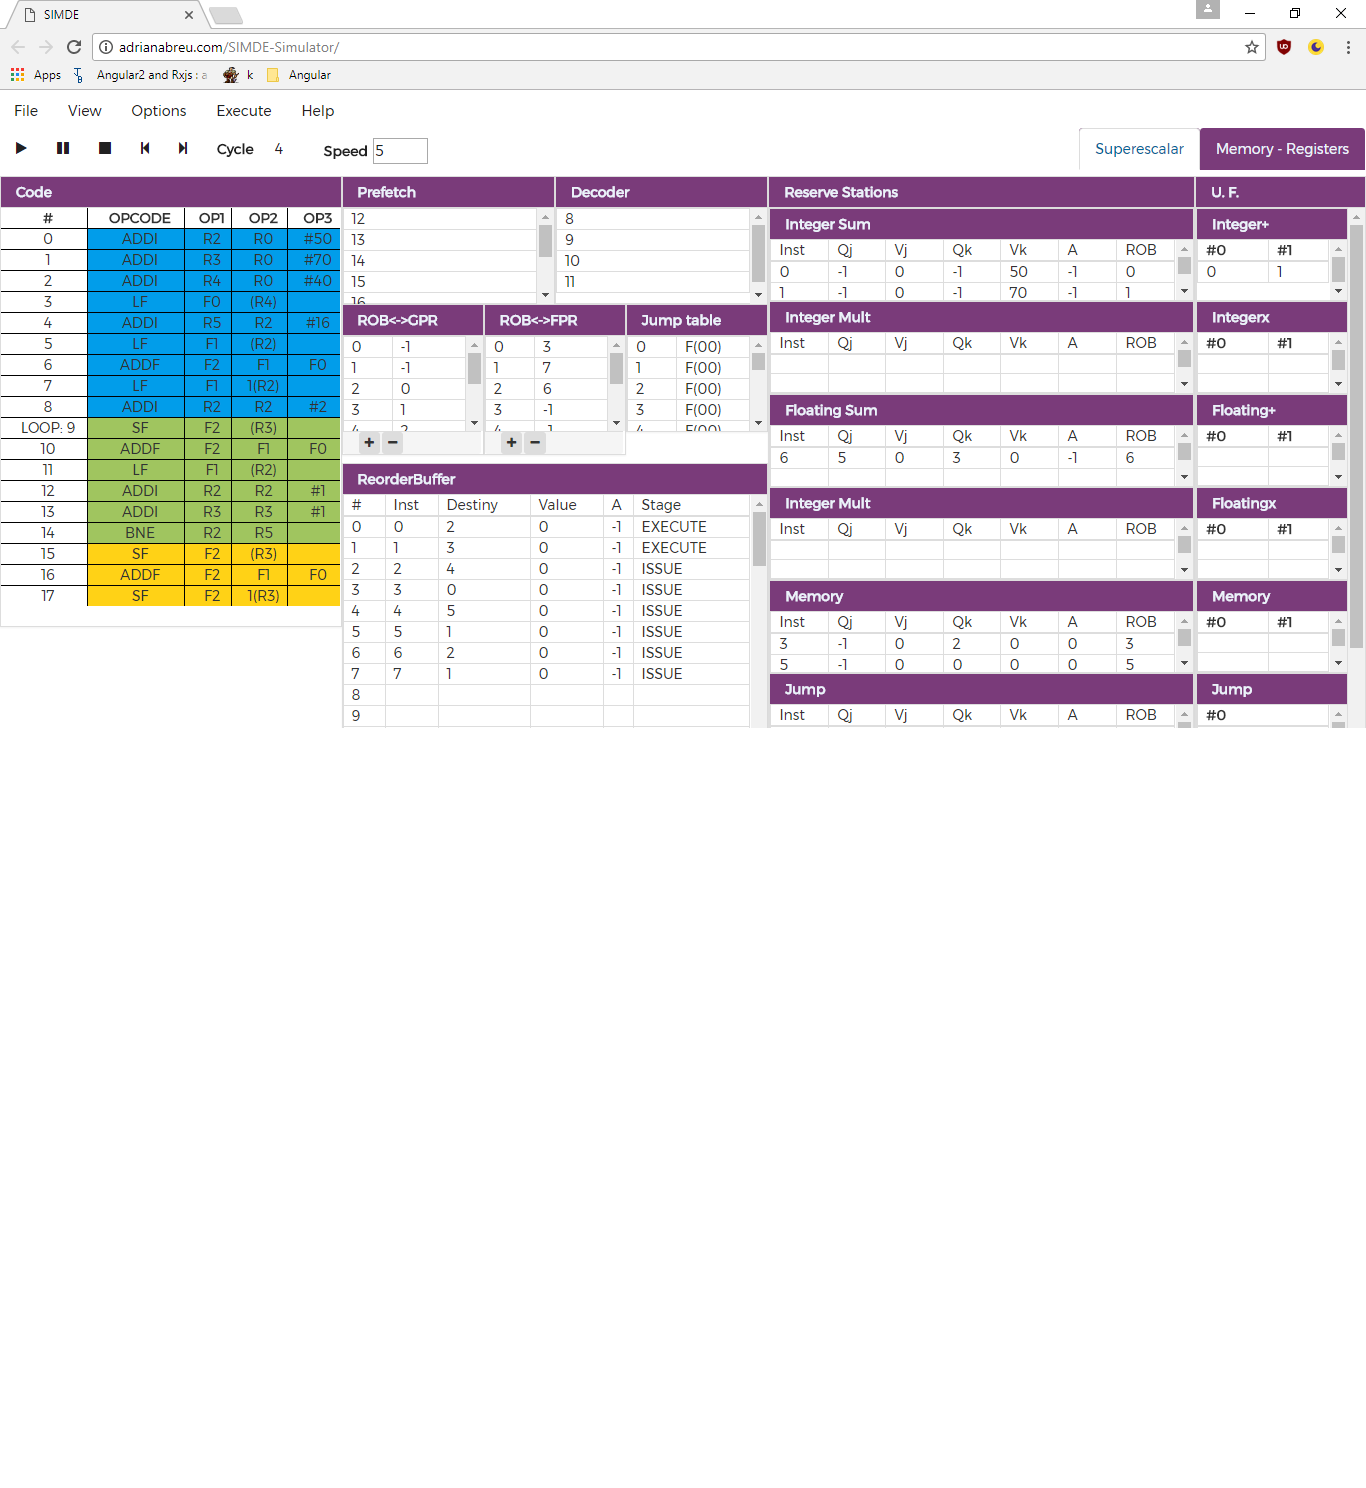 SIMDE
adrianabreu.com/SIMDE-Simulator/
Apps Angular2 and Rxjs : a k Angular
File View Options Execute Help
Cycle 4 Speed 5 Superescalar Memory - Registers
Code
# OPCODE OP1 OP2 OP3
0 ADDI R2 R0 #50
1 ADDI R3 R0 #70
2 ADDI R4 R0 #40
3 LF F0 (R4)
4 ADDI R5 R2 #16
5 LF F1 (R2)
6 ADDF F2 F1 F0
7 LF F1 1(R2)
8 ADDI R2 R2 #2
LOOP: 9 SF F2 (R3)
10 ADDF F2 F1 F0
11 LF F1 (R2)
12 ADDI R2 R2 #1
13 ADDI R3 R3 #1
14 BNE R2 R5
15 SF F2 (R3)
16 ADDF F2 F1 F0
17 SF F2 1(R3)
Prefetch
12
13
14
15
16
Decoder
8
9
10
11
ROB<->GPR
0 -1
1 -1
2 0
3 1
4 2
+ −
ROB<->FPR
0 3
1 7
2 6
3 -1
4 -1
+ −
Jump table
0 F(00)
1 F(00)
2 F(00)
3 F(00)
4 F(00)
ReorderBuffer
# Inst Destiny Value A Stage
0 0 2 0 -1 EXECUTE
1 1 3 0 -1 EXECUTE
2 2 4 0 -1 ISSUE
3 3 0 0 -1 ISSUE
4 4 5 0 -1 ISSUE
5 5 1 0 -1 ISSUE
6 6 2 0 -1 ISSUE
7 7 1 0 -1 ISSUE
8
9
Reserve Stations
Integer Sum
Inst Qj Vj Qk Vk A ROB
0 -1 0 -1 50 -1 0
1 -1 0 -1 70 -1 1
Integer Mult
Inst Qj Vj Qk Vk A ROB
Floating Sum
Inst Qj Vj Qk Vk A ROB
6 5 0 3 0 -1 6
Integer Mult
Inst Qj Vj Qk Vk A ROB
Memory
Inst Qj Vj Qk Vk A ROB
3 -1 0 2 0 0 3
5 -1 0 0 0 0 5
Jump
Inst Qj Vj Qk Vk A ROB
U. F.
Integer+
#0 #1
0 1
Integerx
#0 #1
Floating+
#0 #1
Floatingx
#0 #1
Memory
#0 #1
Jump
#0